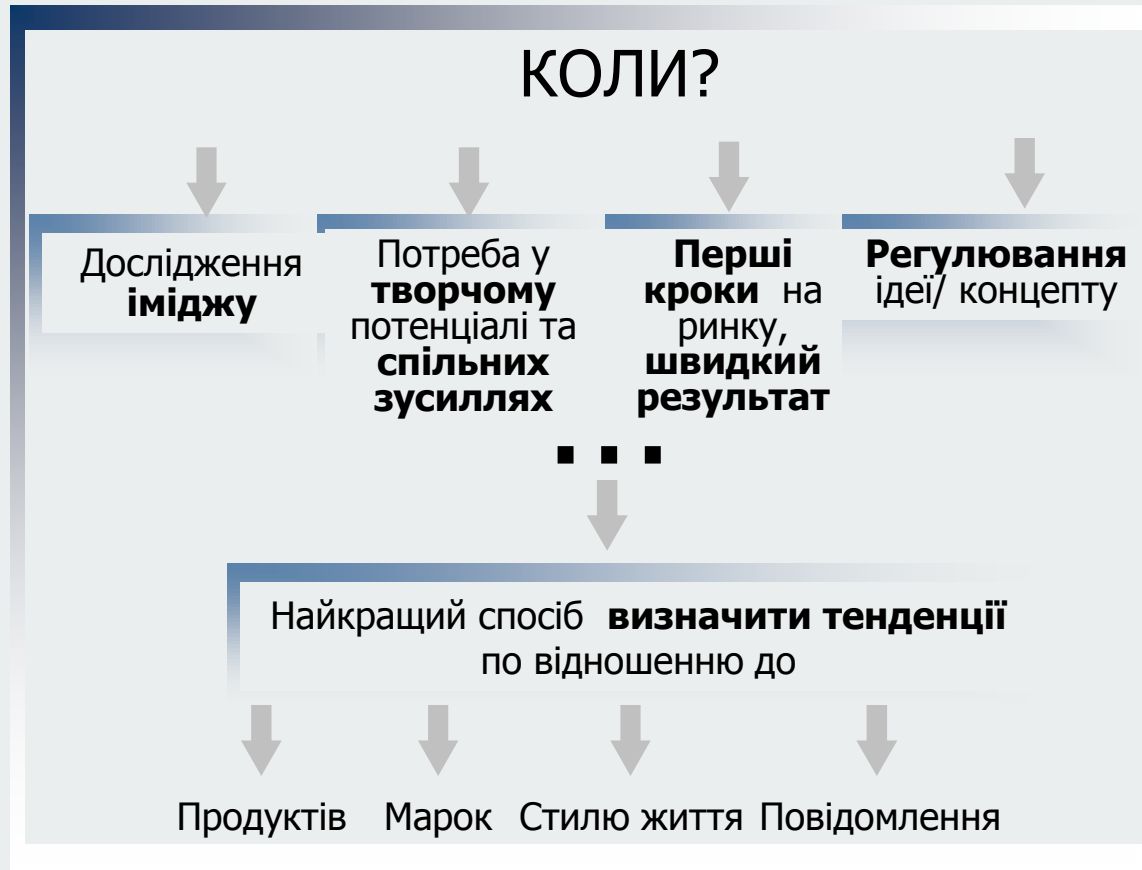 КОЛИ?
Дослідження
іміджу
Потреба у
творчому
потенціалі та
спільних
зусиллях
Перші
кроки на
ринку,
швидкий
результат
Регулювання
ідеї/ концепту
...
Найкращий спосіб визначити тенденції
по відношенню до
Продуктів Марок Стилю життя Повідомлення